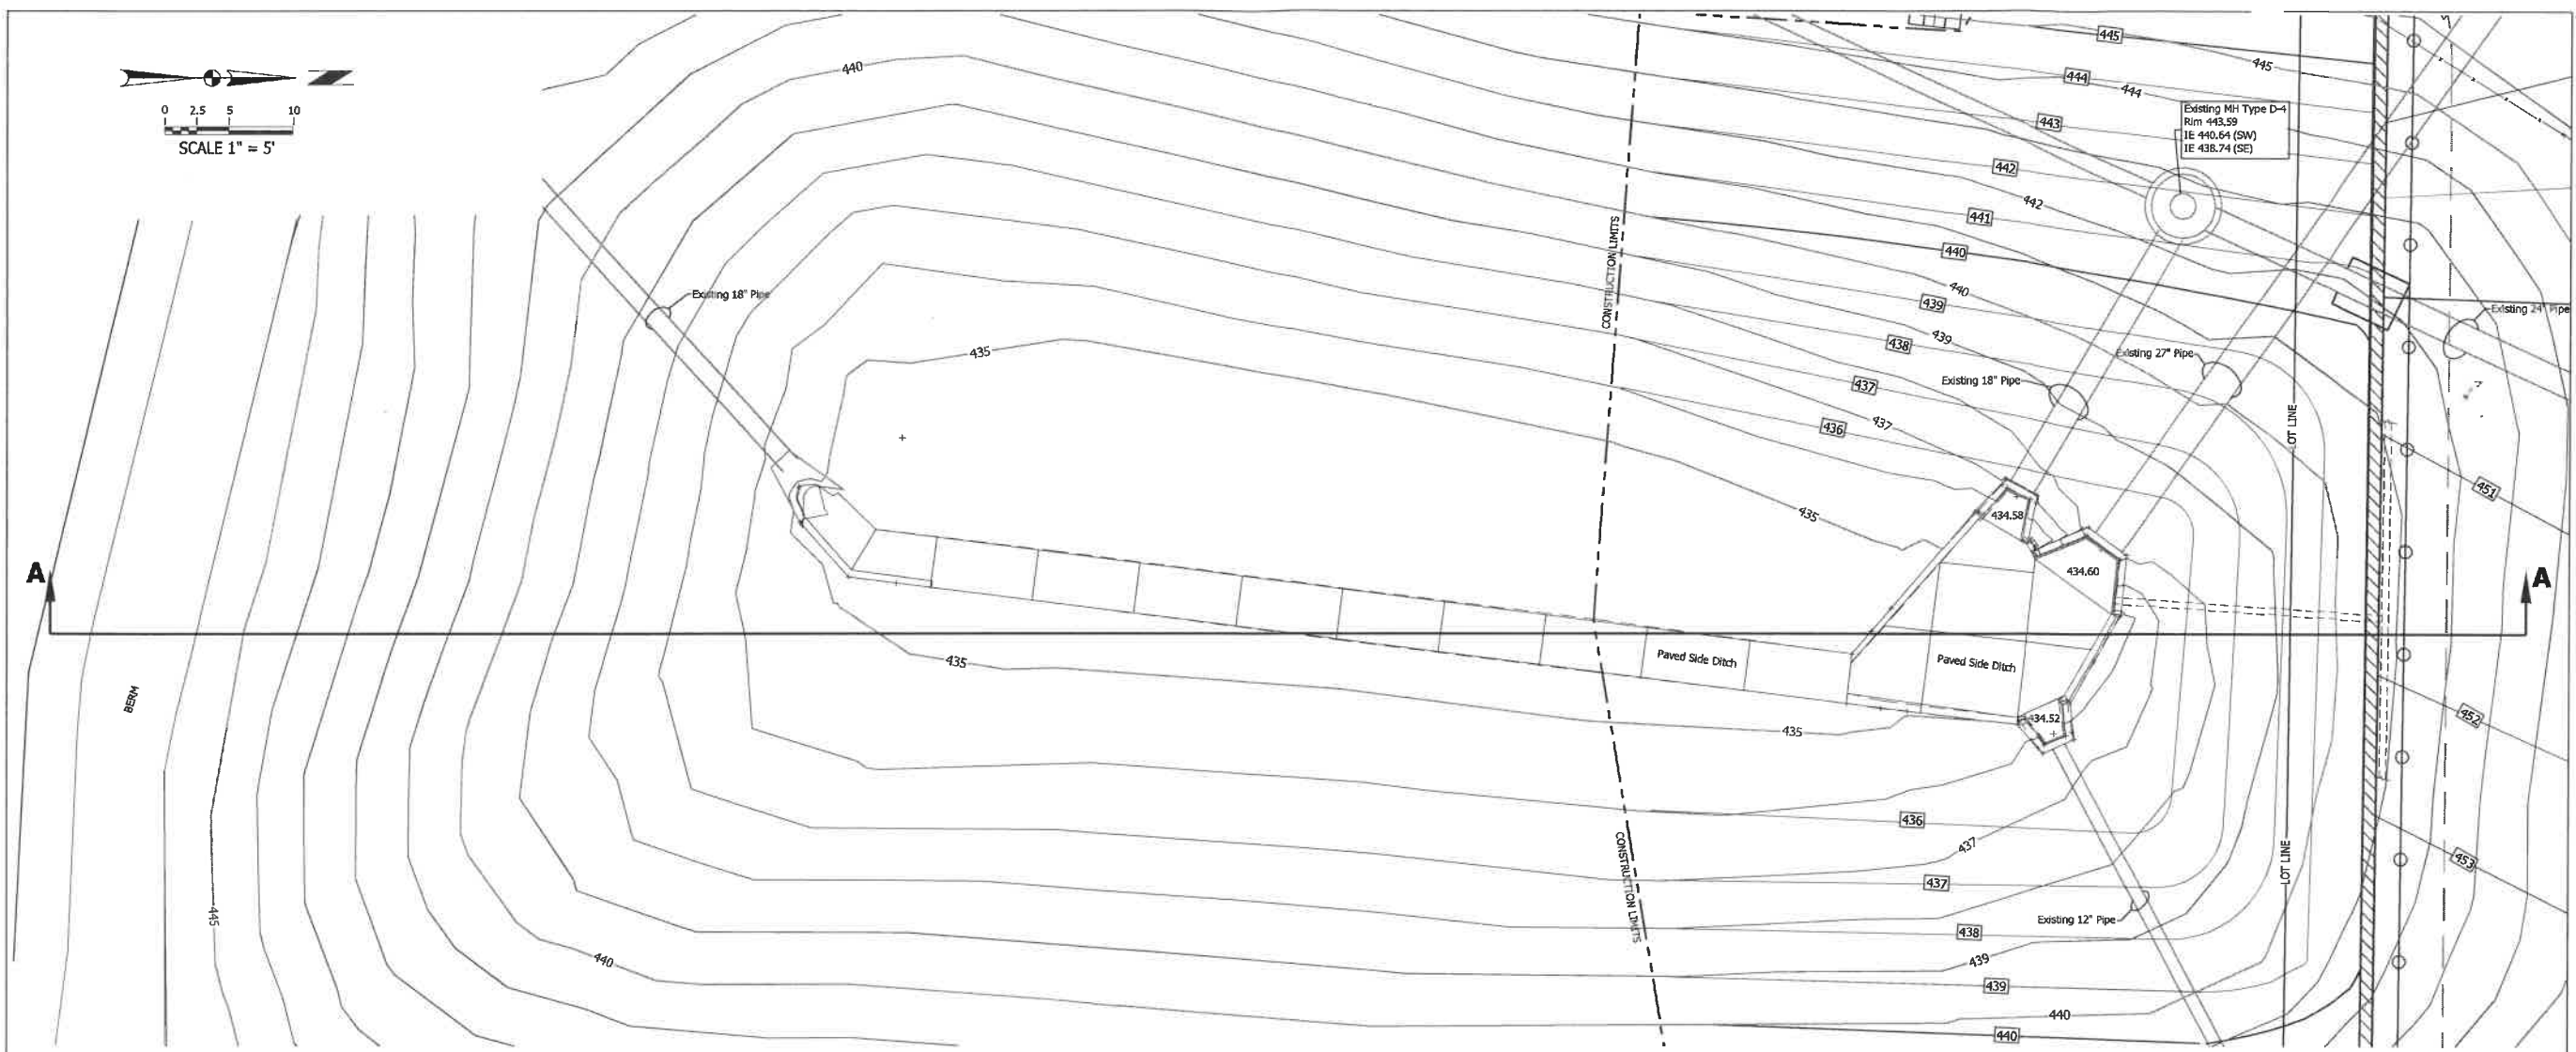 0 2.5 5 10
SCALE 1" = 5'
440
445
445
444
444
443
Existing MH Type D-4
Rim 443.59
IE 440.64 (SW)
IE 438.74 (SE)
442
442
441
440
440
439
439
438
437
437
436
CONSTRUCTION LIMITS
Existing 18" Pipe
Existing 24" Pipe
Existing 27" Pipe
Existing 18" Pipe
435
LOT LINE
451
435
434.58
434.60
A
A
435
Paved Side Ditch
Paved Side Ditch
BERM
434.52
435
452
436
437
453
CONSTRUCTION LIMITS
LOT LINE
437
445
Existing 12" Pipe
438
440
439
439
440
440